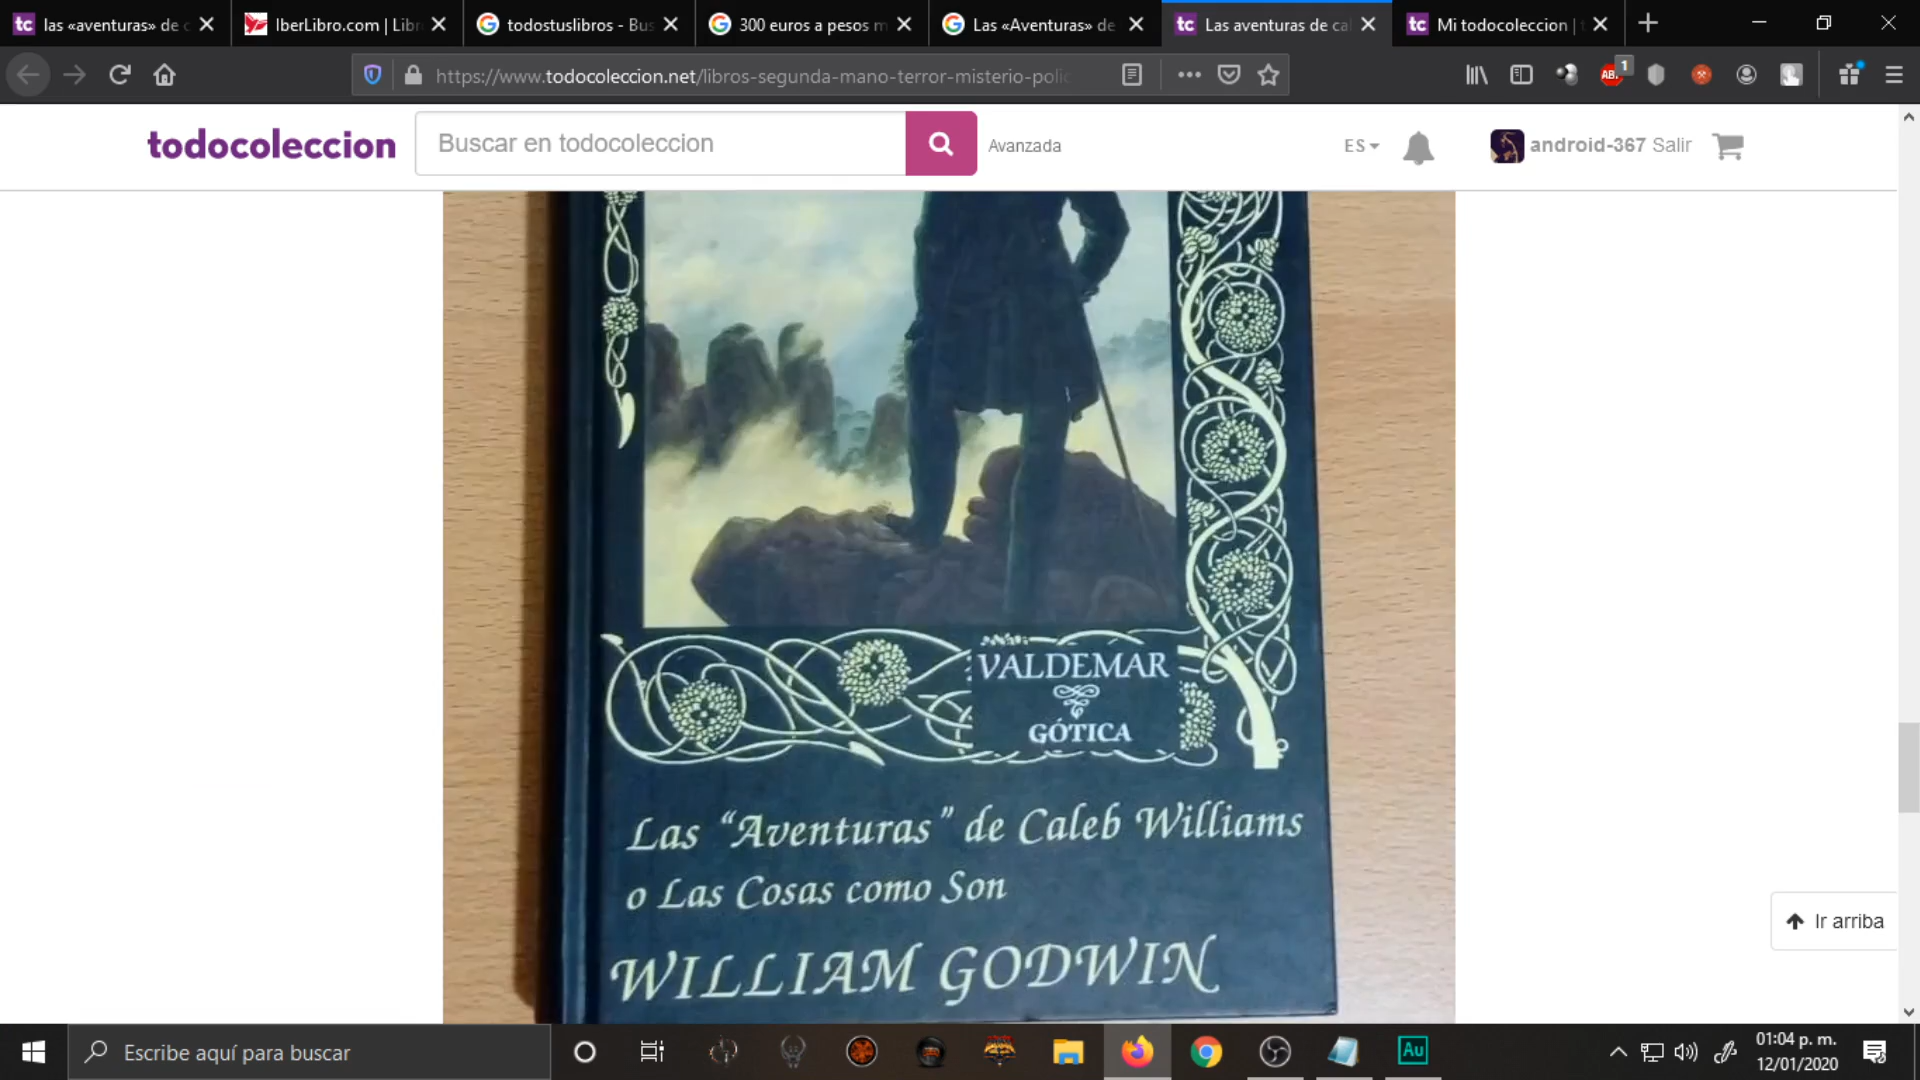 las «aventuras» de c
IberLibro.com | Libr
todostuslibros - Bus
300 euros a pesos m
Las «Aventuras» de
Las aventuras de cal
Mi todocoleccion | t
https://www.todocoleccion.net/libros-segunda-mano-terror-misterio-polic
todocoleccion
Buscar en todocoleccion
Avanzada
ES
android-367 Salir
VALDEMAR
GÓTICA
Las “Aventuras” de Caleb Williams
o Las Cosas como Son
WILLIAM GODWIN
Ir arriba
Escribe aquí para buscar
Au
01:04 p. m.
12/01/2020